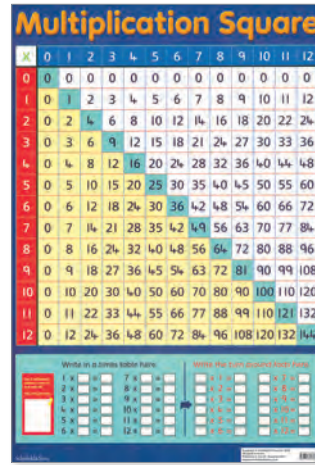 Multiplication Square
X 0 1 2 3 4 5 6 7 8 9 10 11 12
0 0 0 0 0 0 0 0 0 0 0 0 0 0
1 0 1 2 3 4 5 6 7 8 9 10 11 12
2 0 2 4 6 8 10 12 14 16 18 20 22 24
3 0 3 6 9 12 15 18 21 24 27 30 33 36
4 0 4 8 12 16 20 24 28 32 36 40 44 48
5 0 5 10 15 20 25 30 35 40 45 50 55 60
6 0 6 12 18 24 30 36 42 48 54 60 66 72
7 0 7 14 21 28 35 42 49 56 63 70 77 84
8 0 8 16 24 32 40 48 56 64 72 80 88 96
9 0 9 18 27 36 45 54 63 72 81 90 99 108
10 0 10 20 30 40 50 60 70 80 90 100 110 120
11 0 11 22 33 44 55 66 77 88 99 110 121 132
12 0 12 24 36 48 60 72 84 96 108 120 132 144
Write in a times table here.
1 x =
2 x =
3 x =
4 x =
5 x =
6 x =
7 x =
8 x =
9 x =
10 x =
11 x =
12 x =